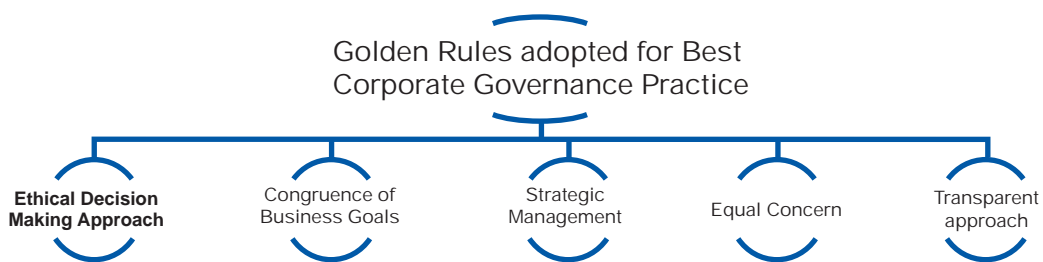 Golden Rules adopted for Best
Corporate Governance Practice
Ethical Decision
Making Approach
Congruence of
Business Goals
Strategic
Management
Equal Concern
Transparent
approach